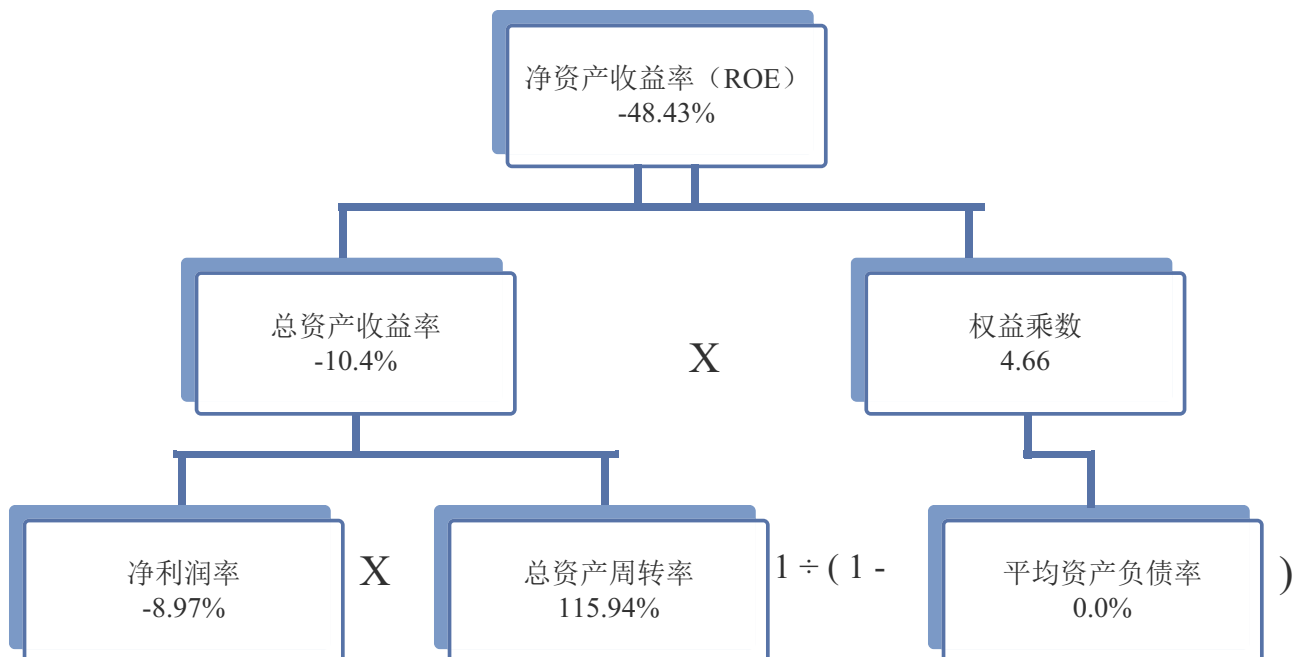 净资产收益率（ROE）
-48.43%
总资产收益率
-10.4%
X
权益乘数
4.66
净利润率
-8.97%
X
总资产周转率
115.94%
1 ÷ ( 1 -
平均资产负债率
0.0%
)